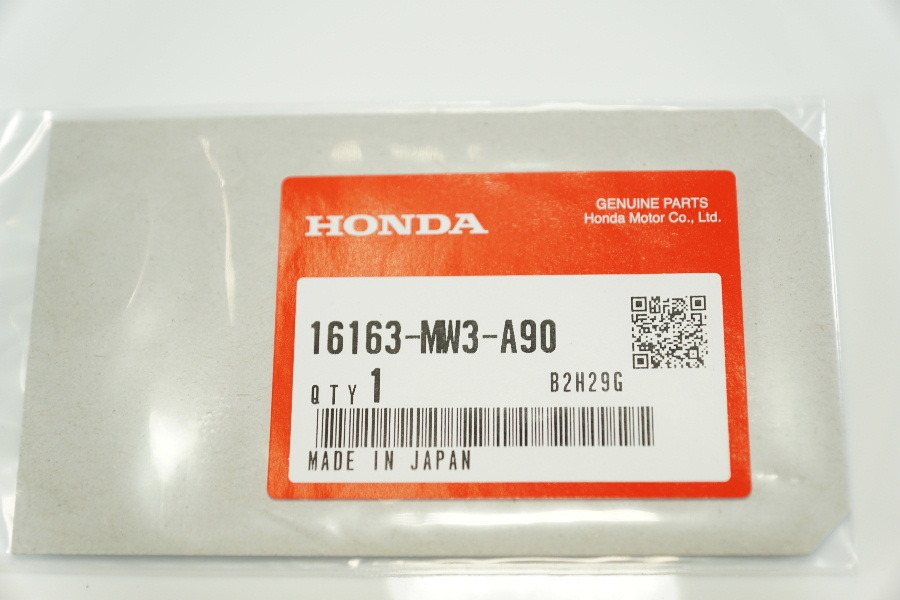 HONDA
GENUINE PARTS
Honda Motor Co., Ltd.
16163-MW3-A90
QTY 1
B2H29G
MADE IN JAPAN